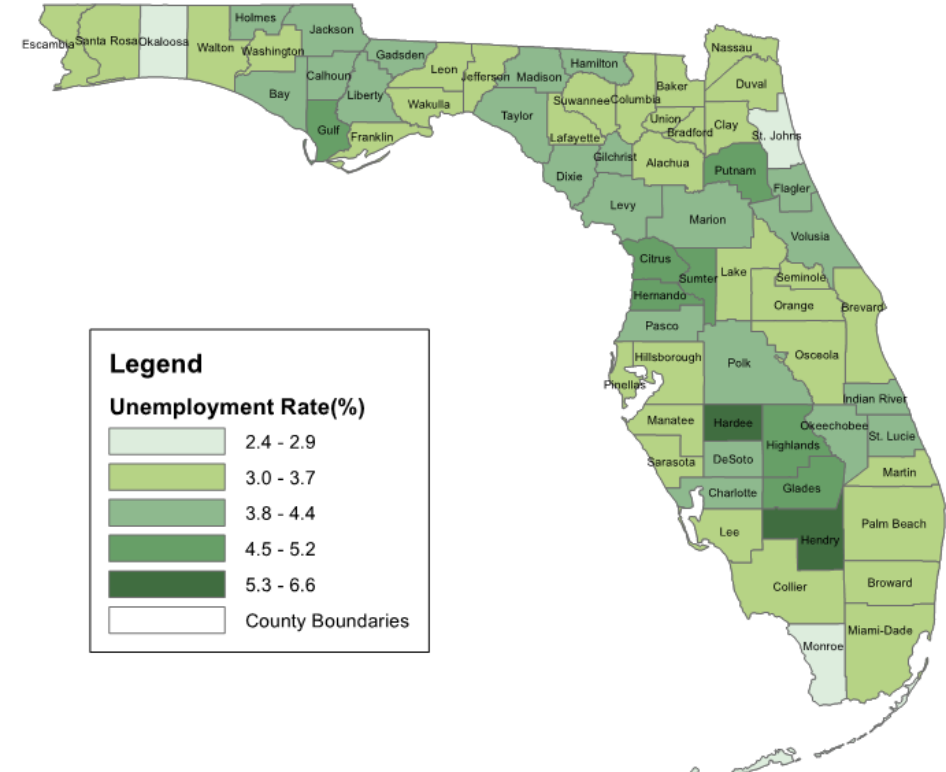 Holmes
Jackson
Escambia
Santa Rosa
Okaloosa
Walton
Washington
Gadsden
Leon
Jefferson
Madison
Hamilton
Nassau
Calhoun
Bay
Liberty
Wakulla
Taylor
Suwannee
Columbia
Baker
Duval
Gulf
Franklin
Lafayette
Union
Bradford
Clay
St. Johns
Dixie
Gilchrist
Alachua
Putnam
Flagler
Levy
Marion
Volusia
Citrus
Sumter
Lake
Seminole
Hernando
Orange
Brevard
Pasco
Hillsborough
Polk
Osceola
Pinellas
Indian River
Manatee
Hardee
Highlands
Okeechobee
St. Lucie
Sarasota
DeSoto
Martin
Charlotte
Glades
Lee
Hendry
Palm Beach
Collier
Broward
Monroe
Miami-Dade
Legend
Unemployment Rate(%)
2.4 - 2.9
3.0 - 3.7
3.8 - 4.4
4.5 - 5.2
5.3 - 6.6
County Boundaries